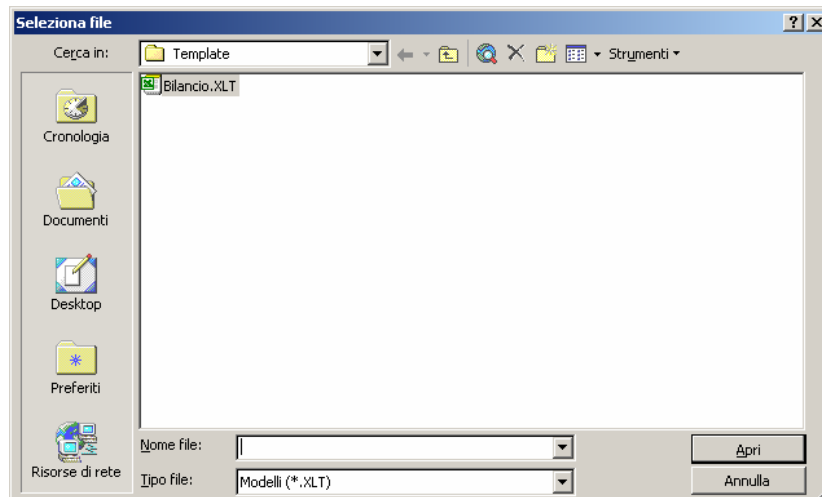 Seleziona file
Cerca in:
Template
Strumenti
Bilancio.XLT
Cronologia
Documenti
Desktop
Preferiti
Risorse di rete
Nome file:
Apri
Tipo file:
Modelli (*.XLT)
Annulla